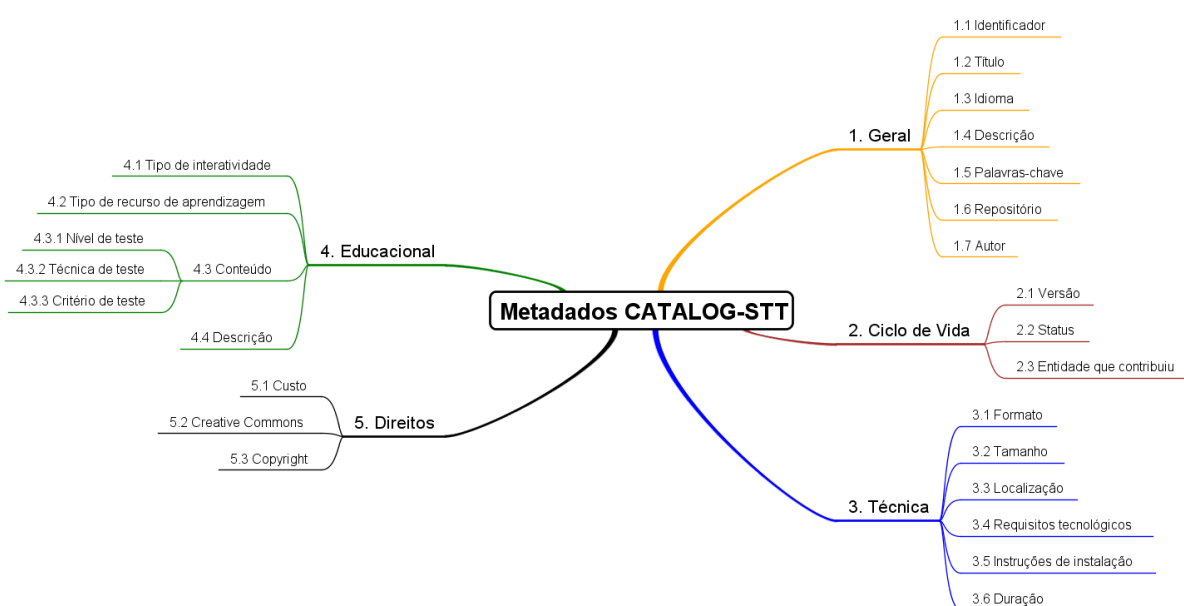 Metadados CATALOG-STT
1. Geral
1.1 Identificador
1.2 Título
1.3 Idioma
1.4 Descrição
1.5 Palavras-chave
1.6 Repositório
1.7 Autor
2. Ciclo de Vida
2.1 Versão
2.2 Status
2.3 Entidade que contribuiu
3. Técnica
3.1 Formato
3.2 Tamanho
3.3 Localização
3.4 Requisitos tecnológicos
3.5 Instruções de instalação
3.6 Duração
4. Educacional
4.1 Tipo de interatividade
4.2 Tipo de recurso de aprendizagem
4.3 Conteúdo
4.3.1 Nível de teste
4.3.2 Técnica de teste
4.3.3 Critério de teste
4.4 Descrição
5. Direitos
5.1 Custo
5.2 Creative Commons
5.3 Copyright